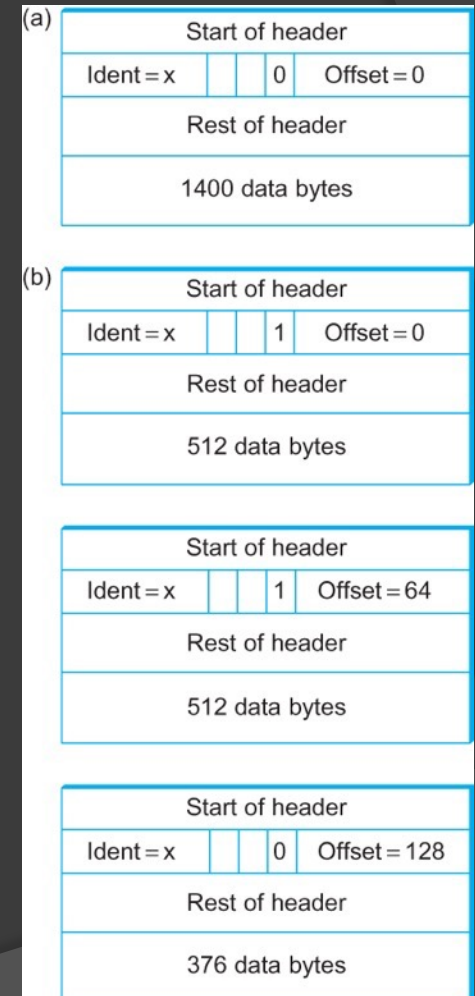 (a)
Start of header
Ident = x 0 Offset = 0
Rest of header
1400 data bytes
(b)
Start of header
Ident = x 1 Offset = 0
Rest of header
512 data bytes
Start of header
Ident = x 1 Offset = 64
Rest of header
512 data bytes
Start of header
Ident = x 0 Offset = 128
Rest of header
376 data bytes